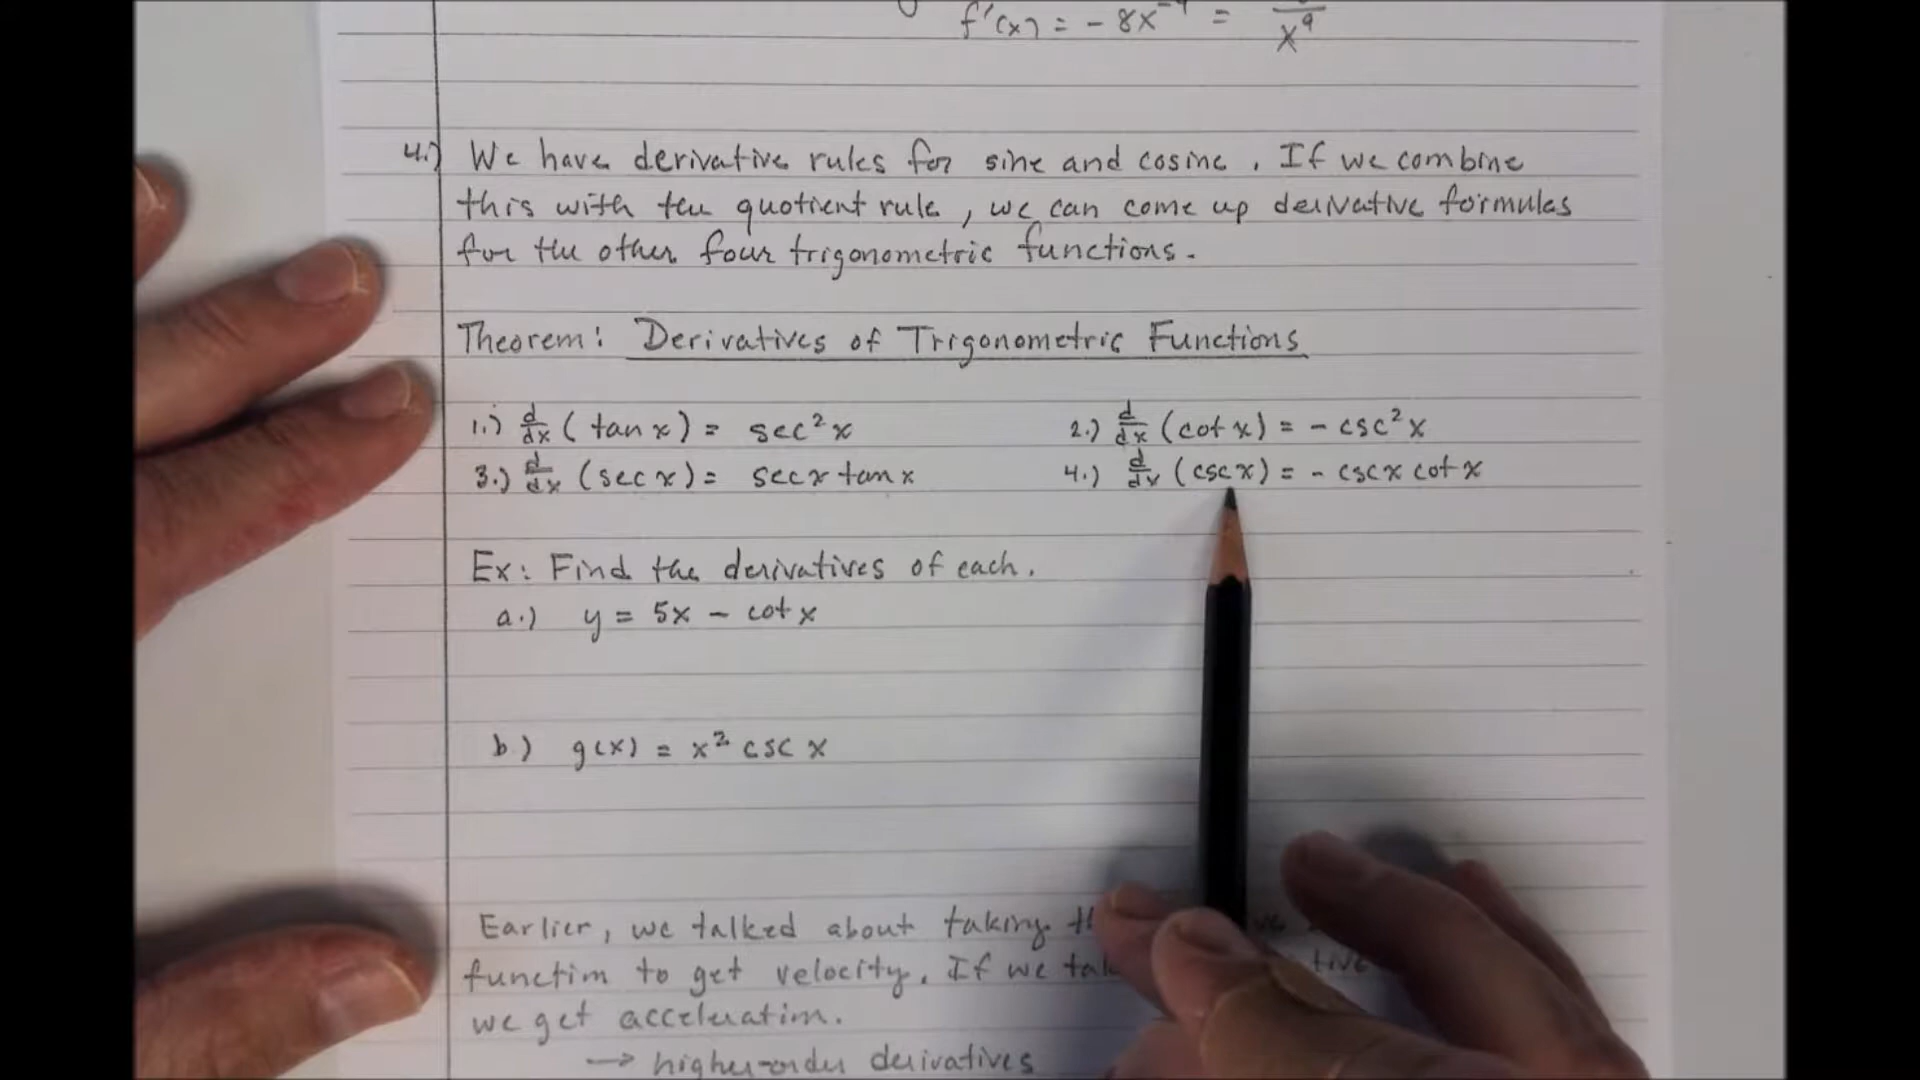 f'(x) = - 8x⁻⁹ = /x⁹
4.) We have derivative rules for sine and cosine. If we combine
this with the quotient rule, we can come up derivative formulas
for the other four trigonometric functions.
Theorem: Derivatives of Trigonometric Functions
1.) d/dx (tan x) = sec²x
2.) d/dx (cot x) = - csc²x
3.) d/dx (sec x) = secx tan x
4.) d/dx (csc x) = - cscx cot x
Ex: Find the derivatives of each.
a.) y = 5x - cot x
b.) g(x) = x² csc x
Earlier, we talked about taking
function to get velocity. If we
we get acceleration.
→ higher-order derivatives